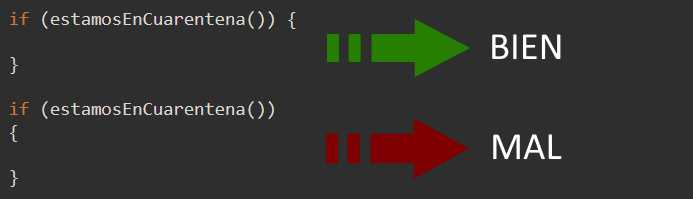 if (estamosEnCuarentena()) {
BIEN
}
if (estamosEnCuarentena())
{
MAL
}